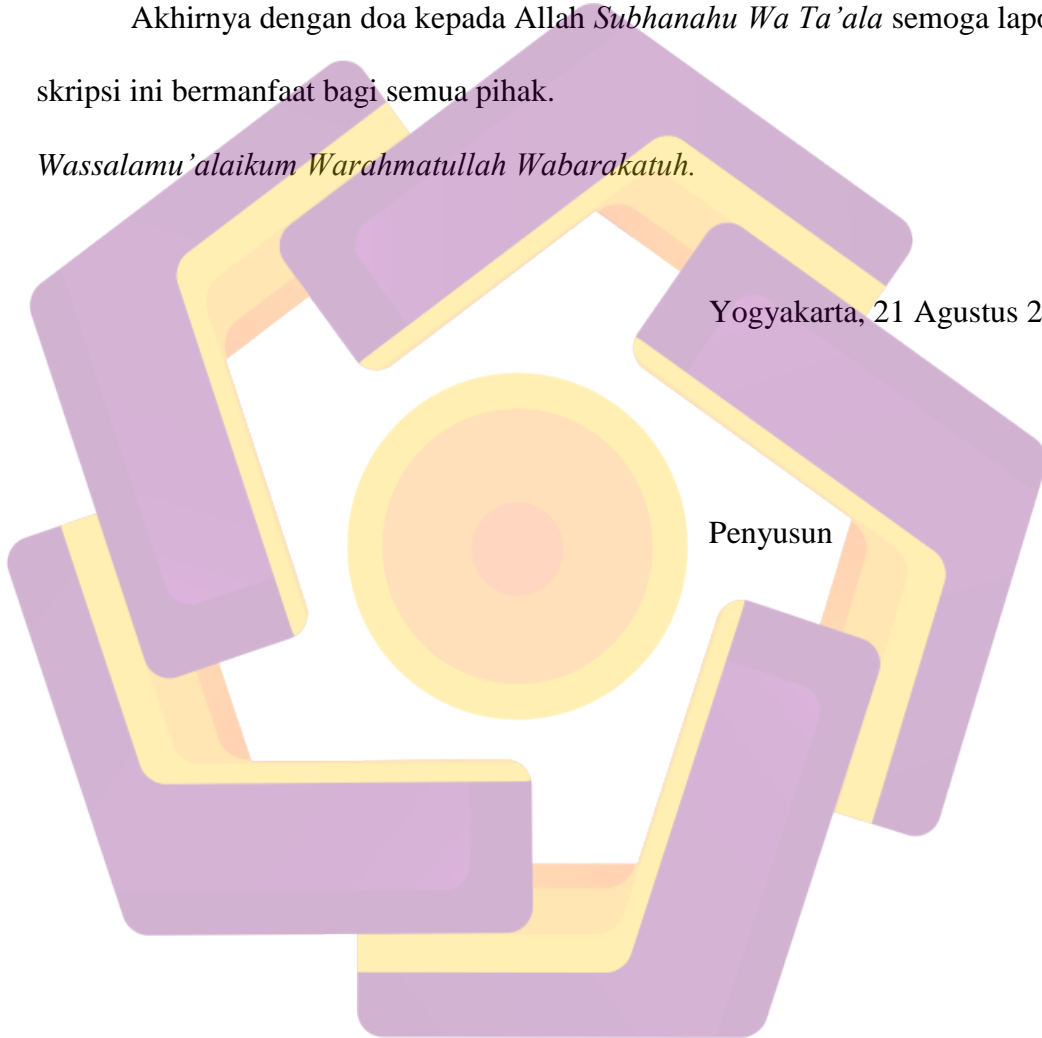 Akhirnya dengan doa kepada Allah Subhanahu Wa Ta’ala semoga lapo
skripsi ini bermanfaat bagi semua pihak.
Wassalamu’alaikum Warahmatullah Wabarakatuh.
Yogyakarta, 21 Agustus 2
Penyusun